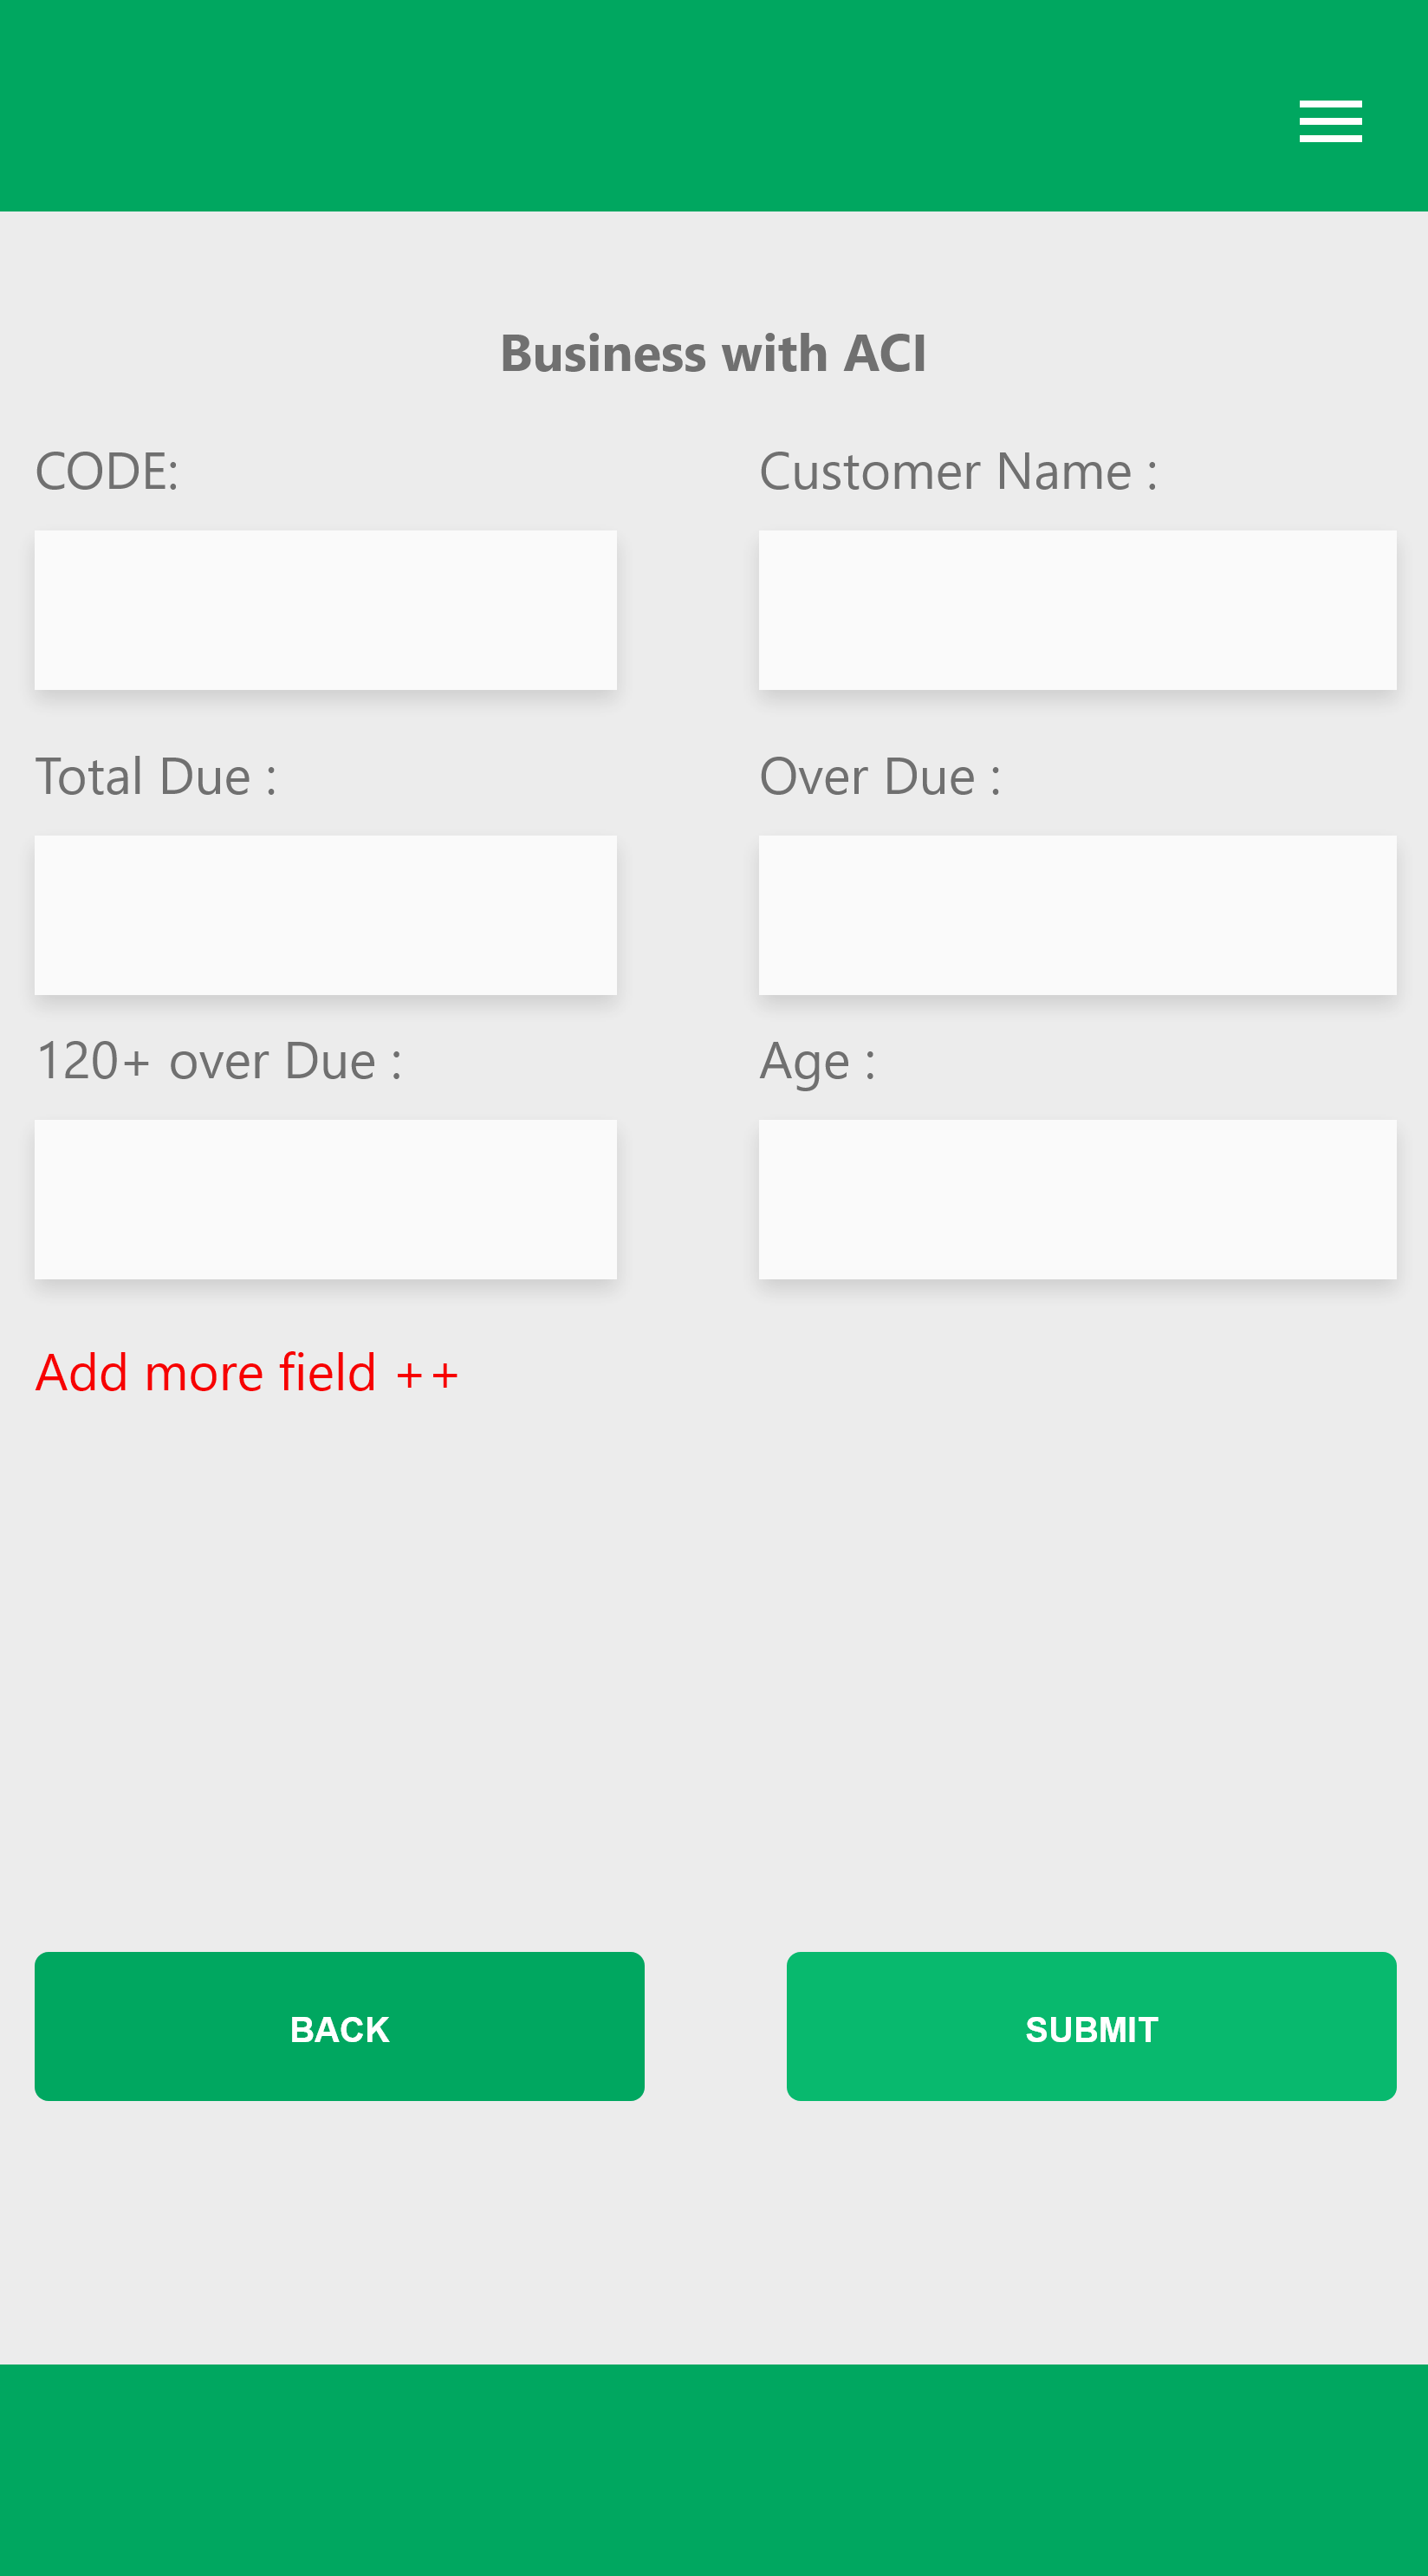 Business with ACI
CODE:
Customer Name :
Total Due :
Over Due :
120+ over Due :
Age :
Add more field ++
BACK
SUBMIT